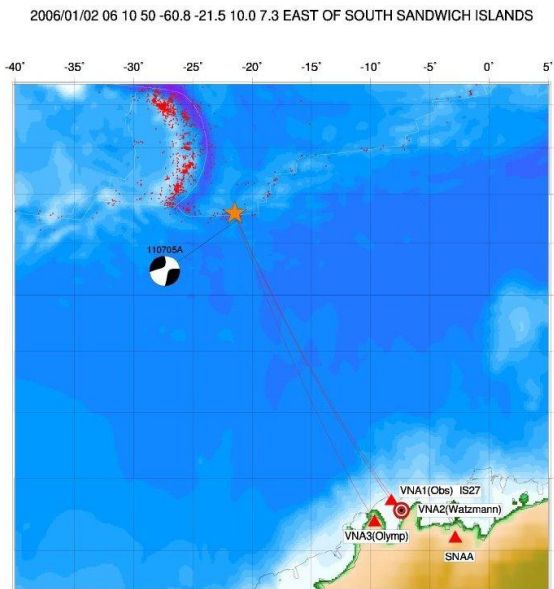 2006/01/02 06 10 50 -60.8 -21.5 10.0 7.3 EAST OF SOUTH SANDWICH ISLANDS
-40' -35' -30' -25' -20' -15' -10' -5' 0' 5'
110705A
VNA1(Obs) IS27
VNA2(Watzmann)
VNA3(Olymp)
SNAA